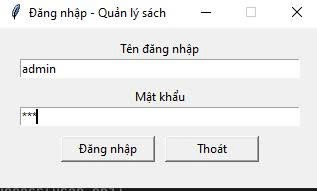 Đăng nhập - Quản lý sách
Tên đăng nhập
admin
Mật khẩu
***
Đăng nhập
Thoát